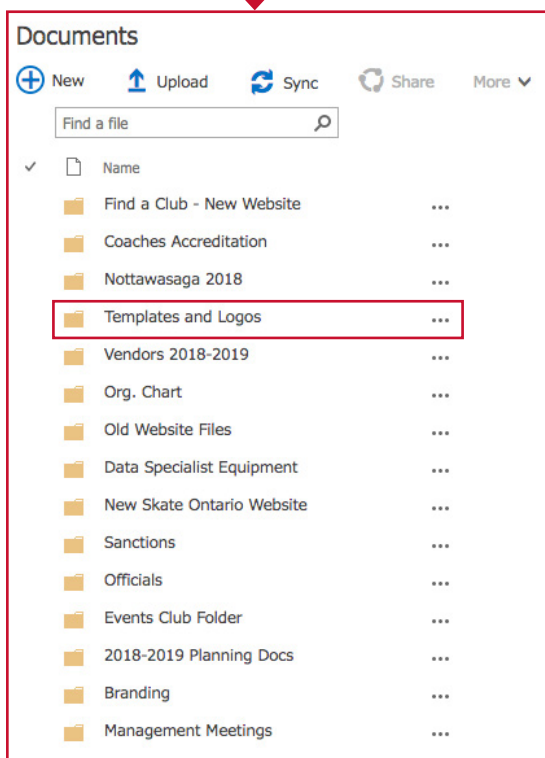 Documents
New Upload Sync Share More
Find a file
Name
Find a Club - New Website ...
Coaches Accreditation ...
Nottawasaga 2018 ...
Templates and Logos ...
Vendors 2018-2019 ...
Org. Chart ...
Old Website Files ...
Data Specialist Equipment ...
New Skate Ontario Website ...
Sanctions ...
Officials ...
Events Club Folder ...
2018-2019 Planning Docs ...
Branding ...
Management Meetings ...